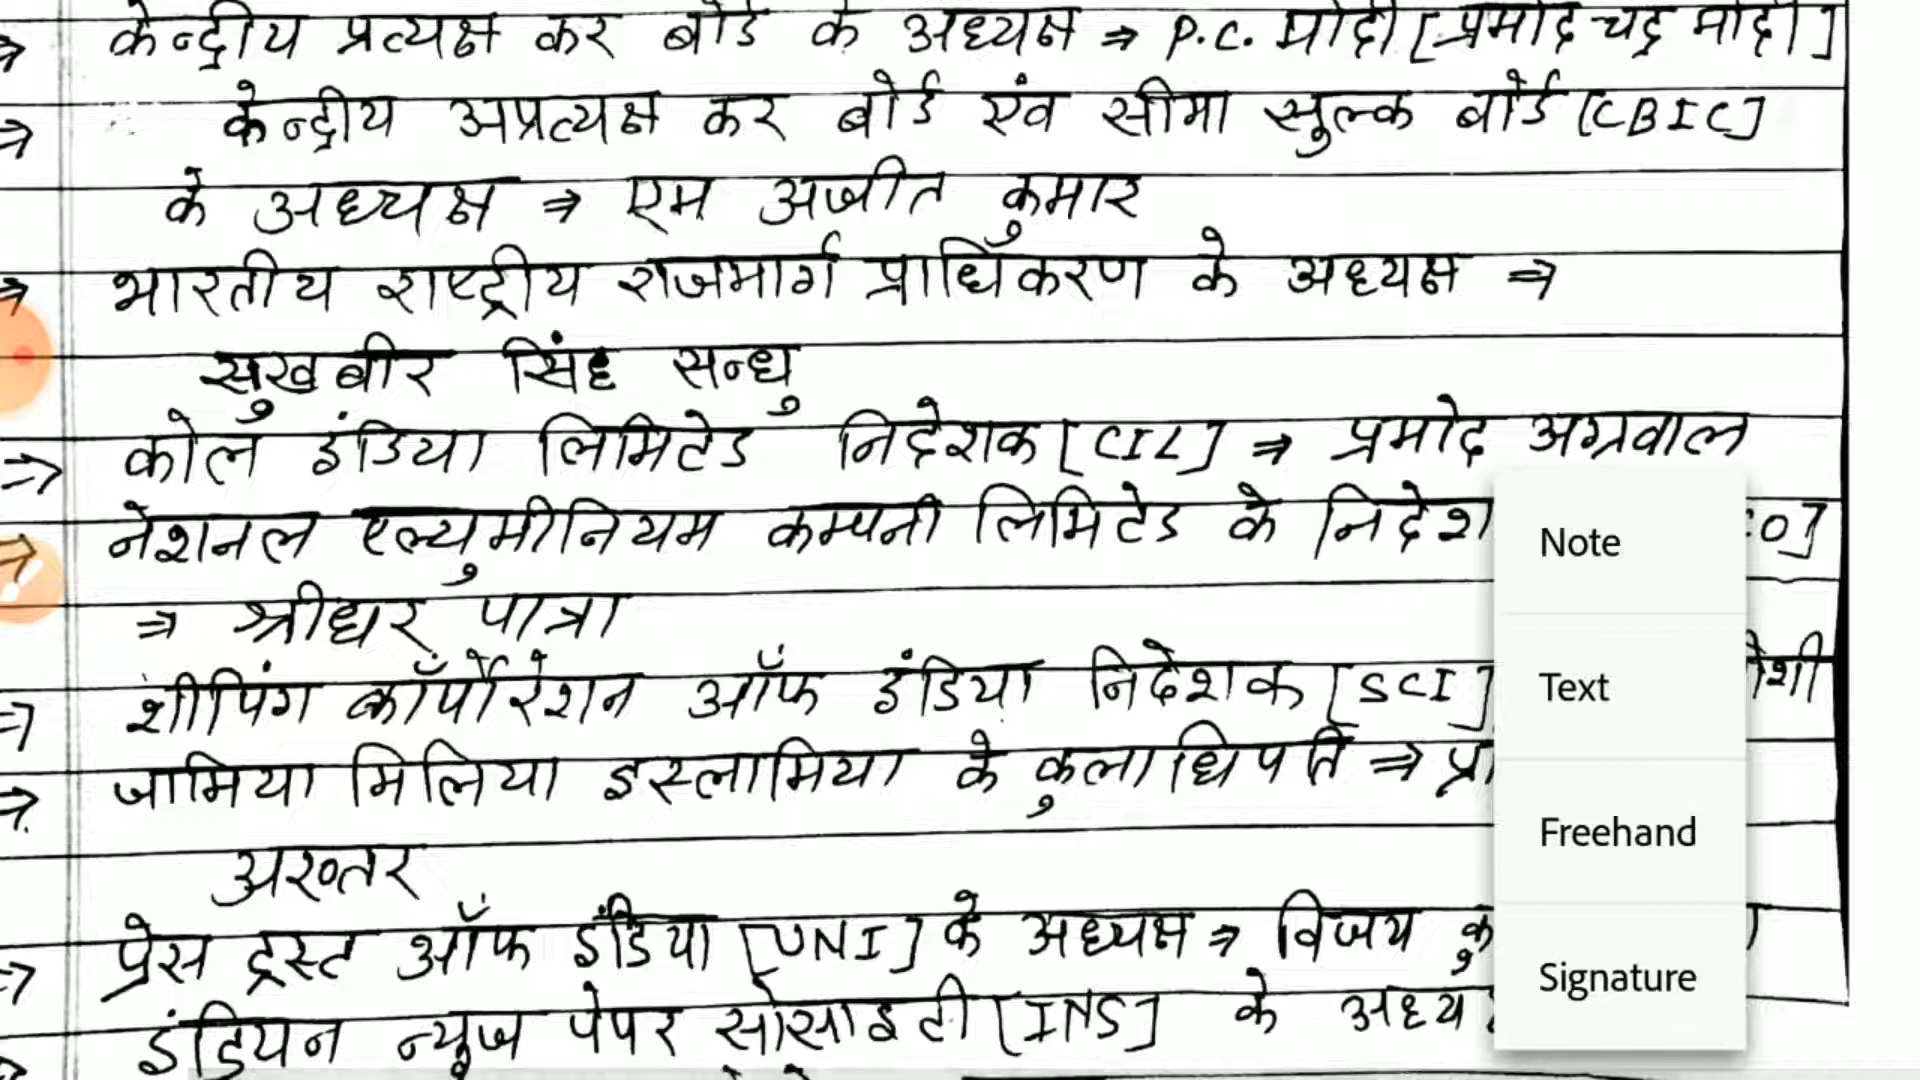 ⇒ केन्द्रीय प्रत्यक्ष कर बोर्ड के अध्यक्ष ⇒ P.C. मोदी [प्रमोद चद्र मोदी]
⇒ केन्द्रीय अप्रत्यक्ष कर बोर्ड एंव सीमा सुल्क बोर्ड [CBIC]
के अध्यक्ष ⇒ एम अजीत कुमार
⇒ भारतीय राष्ट्रीय राजमार्ग प्राधिकरण के अध्यक्ष ⇒
सुखबीर सिंह सन्धु
⇒ कोल इंडिया लिमिटेड निदेशक [CIL] ⇒ प्रमोद अग्रवाल
⇒ नेशनल एल्युमीनियम कम्पनी लिमिटेड के
⇒ श्रीधर पात्रा
⇒ शीपिंग कॉर्पोरेशन ऑफ इंडिया निदेशक [SCI]
⇒ जामिया मिलिया इस्लामिया के कुलाधिपति ⇒
अख्तर
⇒ प्रेस ट्रस्ट ऑफ इंडिया [UNI] के अध्यक्ष ⇒ विजय
इंडियन न्यूज पेपर सोसाइटी [INS] के
Note
Text
Freehand
Signature